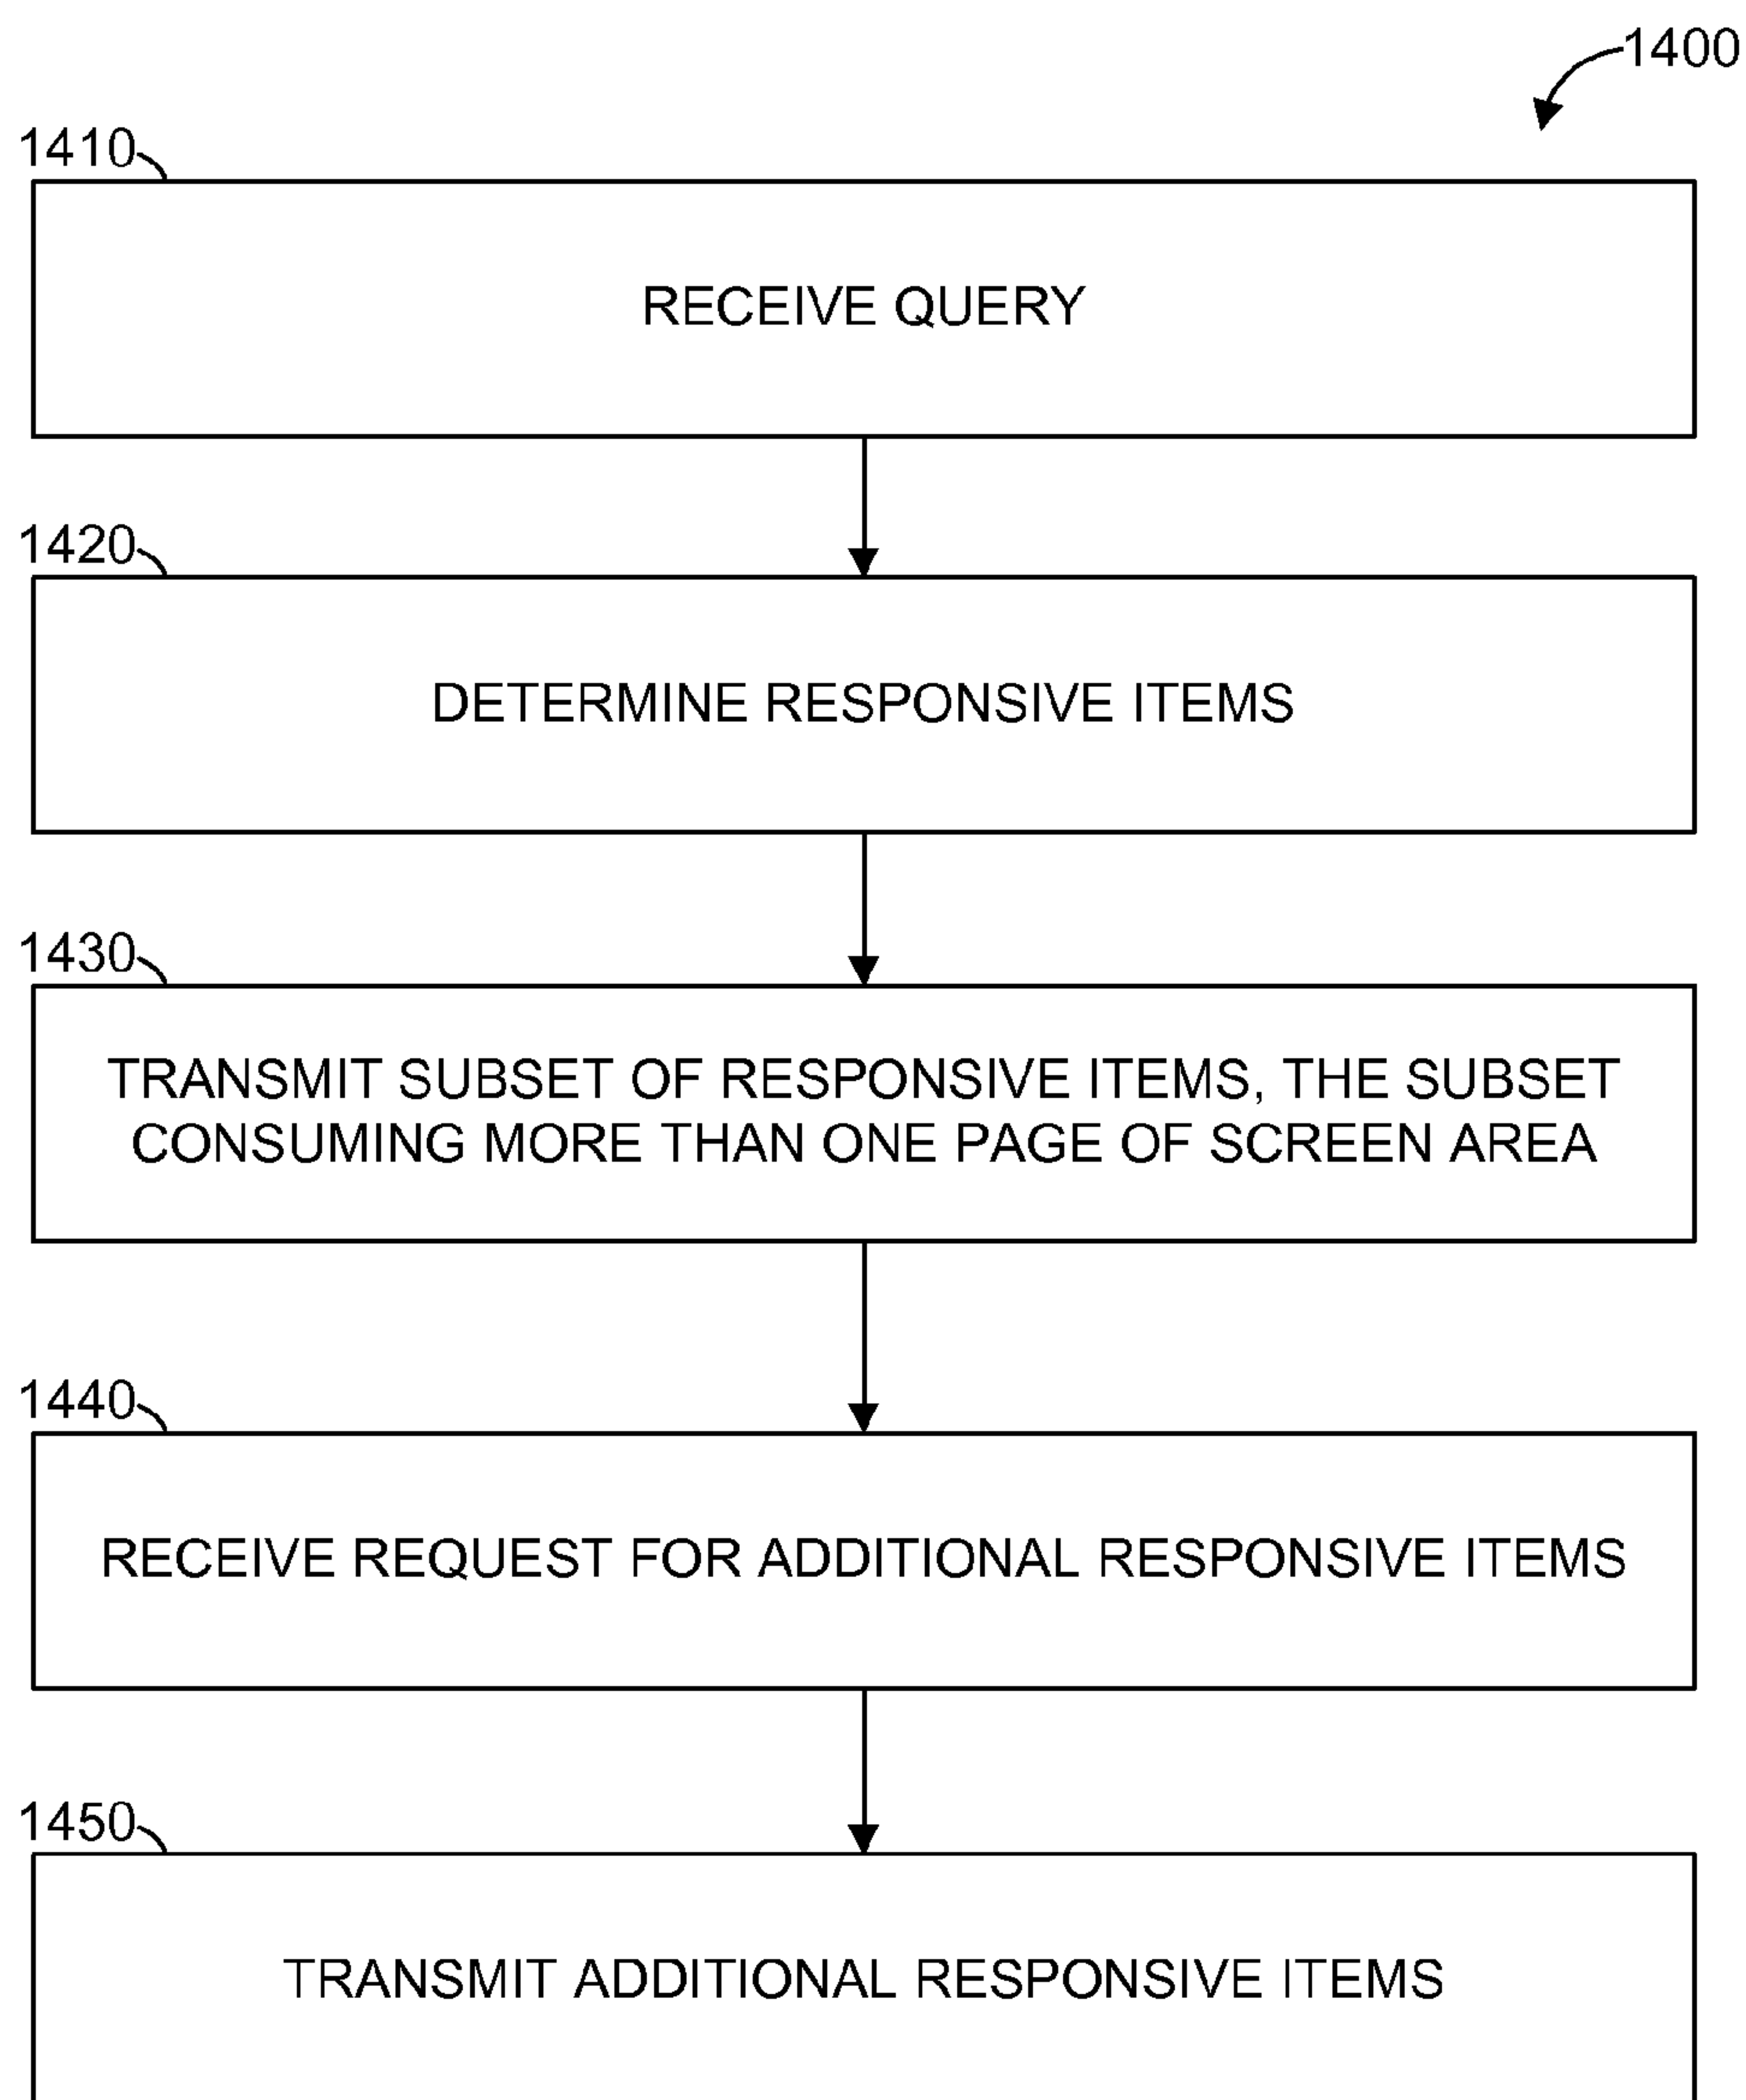 1400
1410
RECEIVE QUERY
1420
DETERMINE RESPONSIVE ITEMS
1430
TRANSMIT SUBSET OF RESPONSIVE ITEMS, THE SUBSET
CONSUMING MORE THAN ONE PAGE OF SCREEN AREA
1440
RECEIVE REQUEST FOR ADDITIONAL RESPONSIVE ITEMS
1450
TRANSMIT ADDITIONAL RESPONSIVE ITEMS